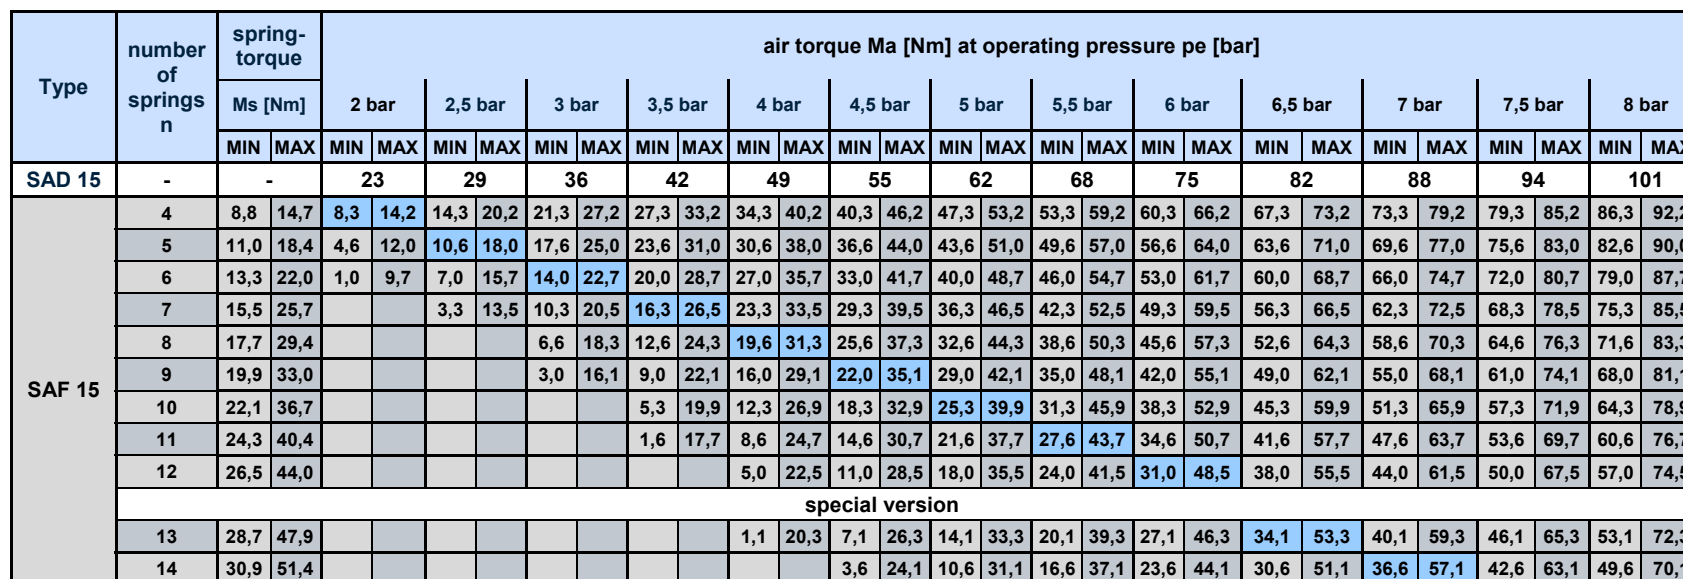 Type number of springs n spring-torque air torque Ma [Nm] at operating pressure pe [bar]
Ms [Nm] 2 bar 2,5 bar 3 bar 3,5 bar 4 bar 4,5 bar 5 bar 5,5 bar 6 bar 6,5 bar 7 bar 7,5 bar 8 bar
MIN MAX MIN MAX MIN MAX MIN MAX MIN MAX MIN MAX MIN MAX MIN MAX MIN MAX MIN MAX MIN MAX MIN MAX MIN MAX MIN MAX
SAD 15 - - 23 29 36 42 49 55 62 68 75 82 88 94 101
SAF 15
4 8,8 14,7 8,3 14,2 14,3 20,2 21,3 27,2 27,3 33,2 34,3 40,2 40,3 46,2 47,3 53,2 53,3 59,2 60,3 66,2 67,3 73,2 73,3 79,2 79,3 85,2 86,3 92,2
5 11,0 18,4 4,6 12,0 10,6 18,0 17,6 25,0 23,6 31,0 30,6 38,0 36,6 44,0 43,6 51,0 49,6 57,0 56,6 64,0 63,6 71,0 69,6 77,0 75,6 83,0 82,6 90,0
6 13,3 22,0 1,0 9,7 7,0 15,7 14,0 22,7 20,0 28,7 27,0 35,7 33,0 41,7 40,0 48,7 46,0 54,7 53,0 61,7 60,0 68,7 66,0 74,7 72,0 80,7 79,0 87,7
7 15,5 25,7 3,3 13,5 10,3 20,5 16,3 26,5 23,3 33,5 29,3 39,5 36,3 46,5 42,3 52,5 49,3 59,5 56,3 66,5 62,3 72,5 68,3 78,5 75,3 85,5
8 17,7 29,4 6,6 18,3 12,6 24,3 19,6 31,3 25,6 37,3 32,6 44,3 38,6 50,3 45,6 57,3 52,6 64,3 58,6 70,3 64,6 76,3 71,6 83,3
9 19,9 33,0 3,0 16,1 9,0 22,1 16,0 29,1 22,0 35,1 29,0 42,1 35,0 48,1 42,0 55,1 49,0 62,1 55,0 68,1 61,0 74,1 68,0 81,1
10 22,1 36,7 5,3 19,9 12,3 26,9 18,3 32,9 25,3 39,9 31,3 45,9 38,3 52,9 45,3 59,9 51,3 65,9 57,3 71,9 64,3 78,9
11 24,3 40,4 1,6 17,7 8,6 24,7 14,6 30,7 21,6 37,7 27,6 43,7 34,6 50,7 41,6 57,7 47,6 63,7 53,6 69,7 60,6 76,7
12 26,5 44,0 5,0 22,5 11,0 28,5 18,0 35,5 24,0 41,5 31,0 48,5 38,0 55,5 44,0 61,5 50,0 67,5 57,0 74,5
special version
13 28,7 47,9 1,1 20,3 7,1 26,3 14,1 33,3 20,1 39,3 27,1 46,3 34,1 53,3 40,1 59,3 46,1 65,3 53,1 72,3
14 30,9 51,4 3,6 24,1 10,6 31,1 16,6 37,1 23,6 44,1 30,6 51,1 36,6 57,1 42,6 63,1 49,6 70,1